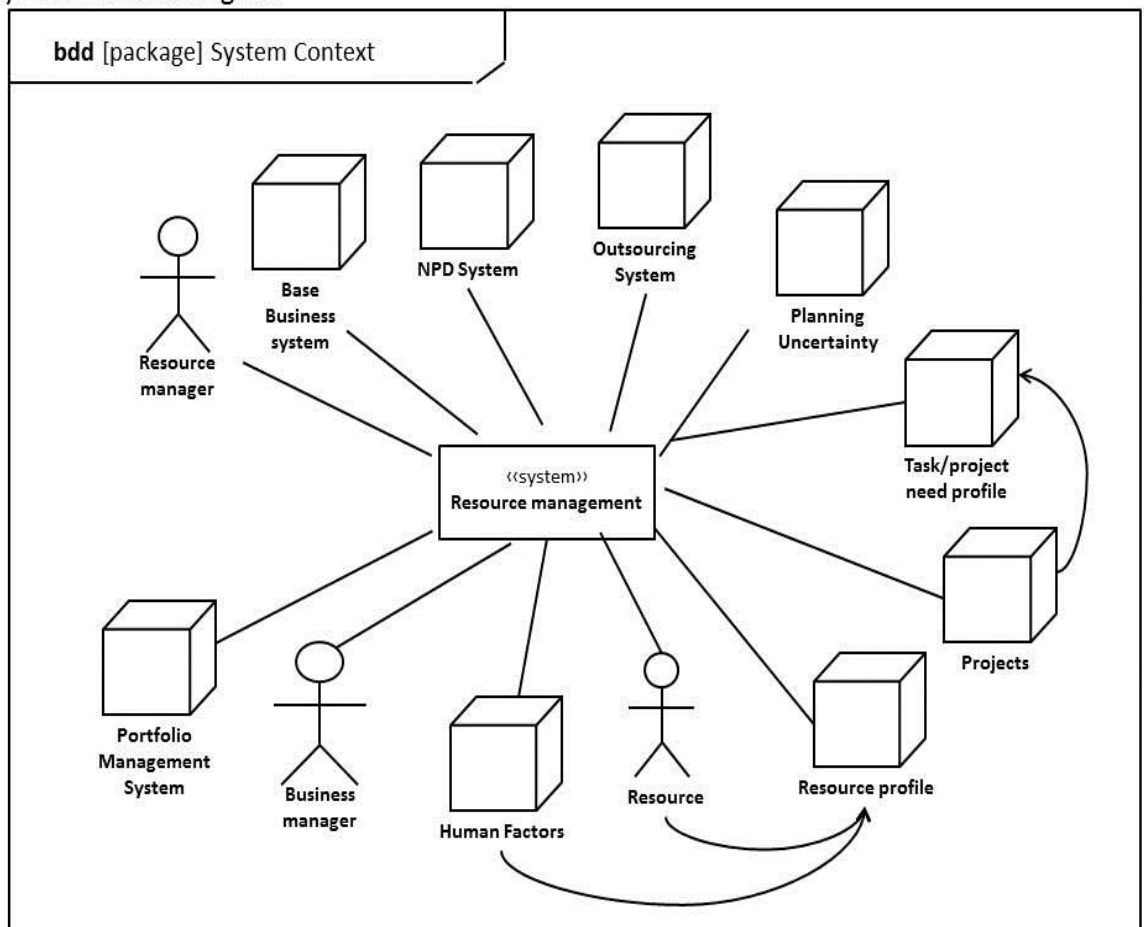 bdd [package] System Context
Outsourcing
System
NPD System
Base
Business
system
Planning
Uncertainty
Resource
manager
Task/project
need profile
‹‹system››
Resource management
Projects
Portfolio
Management
System
Business
manager
Human Factors
Resource
Resource profile